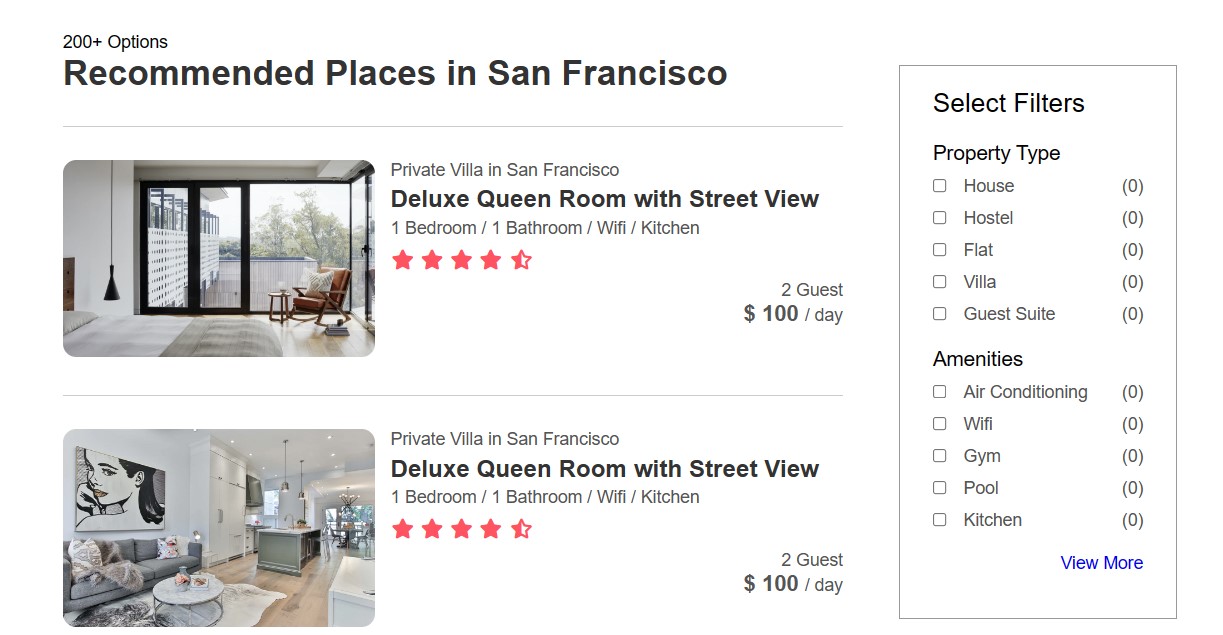 200+ Options
Recommended Places in San Francisco
Private Villa in San Francisco
Deluxe Queen Room with Street View
1 Bedroom / 1 Bathroom / Wifi / Kitchen
2 Guest
$ 100 / day
Private Villa in San Francisco
Deluxe Queen Room with Street View
1 Bedroom / 1 Bathroom / Wifi / Kitchen
2 Guest
$ 100 / day
Select Filters
Property Type
House (0)
Hostel (0)
Flat (0)
Villa (0)
Guest Suite (0)
Amenities
Air Conditioning (0)
Wifi (0)
Gym (0)
Pool (0)
Kitchen (0)
View More